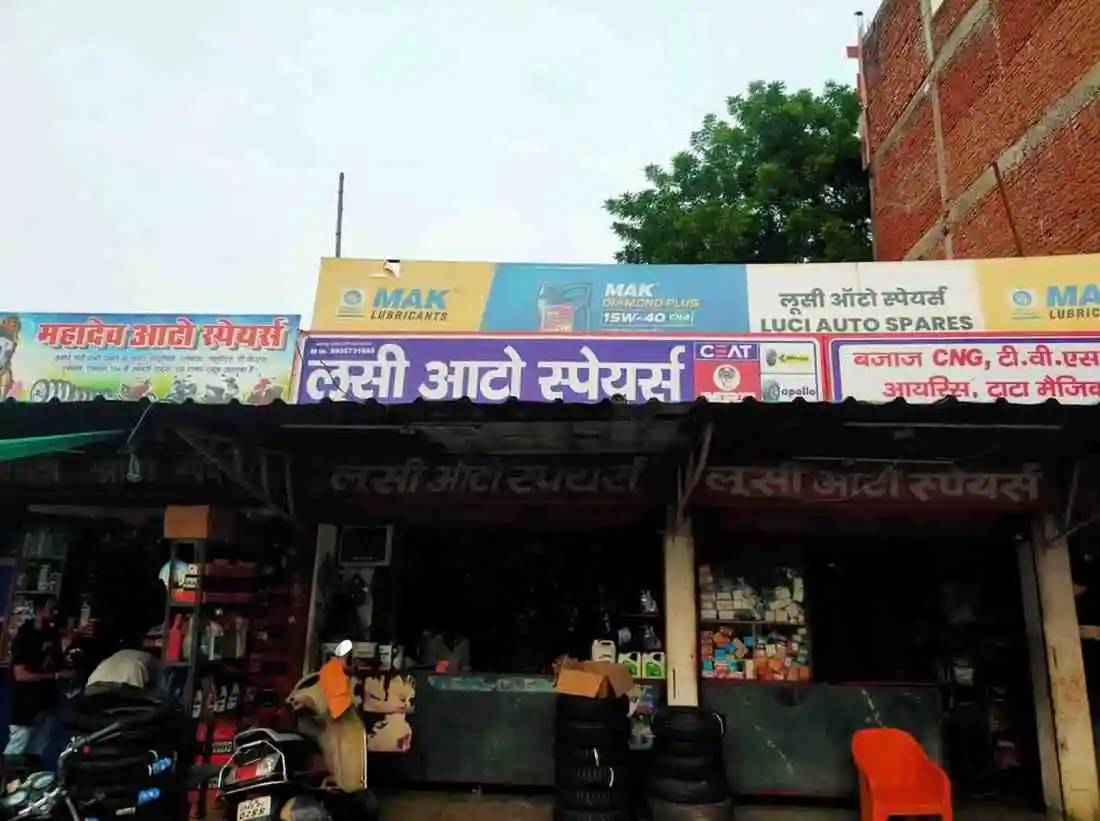 MAK
LUBRICANTS
MAK
DIAMOND PLUS
15W-40 CH4
लूसी ऑटो स्पेयर्स
LUCI AUTO SPARES
महादेव आटो स्पेयर्स
लूसी आटो स्पेयर्स
CEAT
apollo
बजाज CNG, टी.वी.एस
आयरिस, टाटा मैजिक
लूसी ऑटो स्पेयर्स
लूसी ऑटो स्पेयर्स